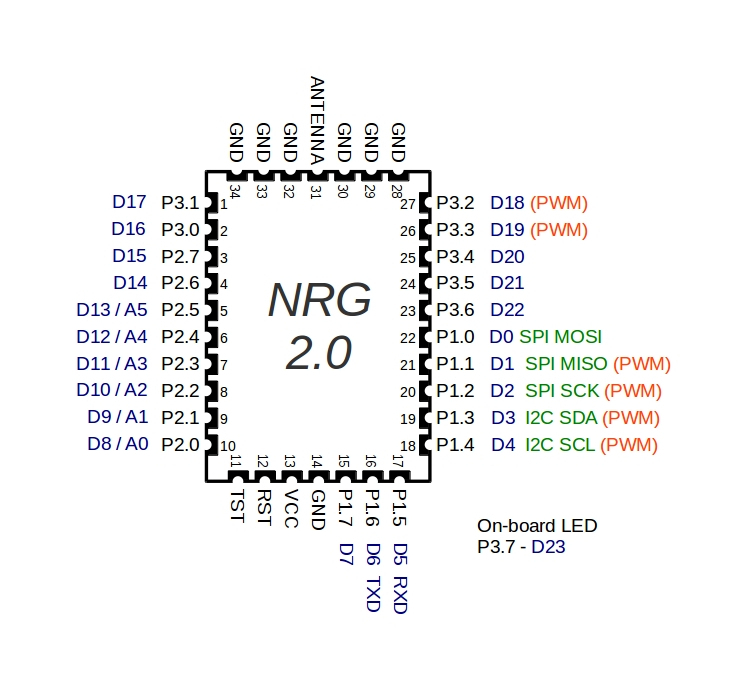 GND GND GND ANTENNA GND GND GND
34 33 32 31 30 29 28
D17 P3.1 1
D16 P3.0 2
D15 P2.7 3
D14 P2.6 4
D13 / A5 P2.5 5
D12 / A4 P2.4 6
D11 / A3 P2.3 7
D10 / A2 P2.2 8
D9 / A1 P2.1 9
D8 / A0 P2.0 10
NRG
2.0
27 P3.2 D18 (PWM)
26 P3.3 D19 (PWM)
25 P3.4 D20
24 P3.5 D21
23 P3.6 D22
22 P1.0 D0 SPI MOSI
21 P1.1 D1 SPI MISO (PWM)
20 P1.2 D2 SPI SCK (PWM)
19 P1.3 D3 I2C SDA (PWM)
18 P1.4 D4 I2C SCL (PWM)
11 12 13 14 15 16 17
TST RST VCC GND P1.7 P1.6 P1.5
D7 D6 D5
TXD RXD
On-board LED
P3.7 - D23